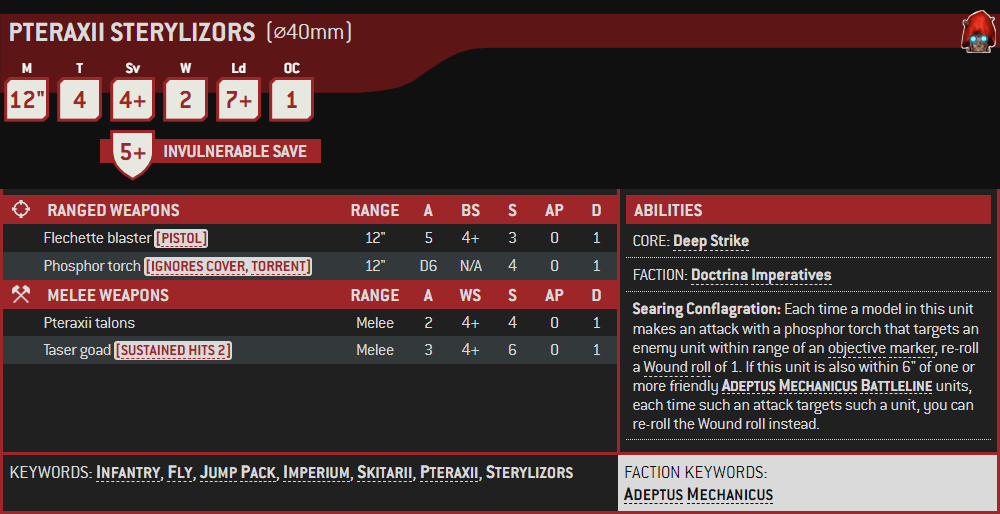 PTERAXII STERYLIZORS (⌀40mm)
M T Sv W Ld OC
12" 4 4+ 2 7+ 1
5+ INVULNERABLE SAVE
RANGED WEAPONS RANGE A BS S AP D
Flechette blaster [PISTOL] 12" 5 4+ 3 0 1
Phosphor torch [IGNORES COVER, TORRENT] 12" D6 N/A 4 0 1
MELEE WEAPONS RANGE A WS S AP D
Pteraxii talons Melee 2 4+ 4 0 1
Taser goad [SUSTAINED HITS 2] Melee 3 4+ 6 0 1
ABILITIES
CORE: Deep Strike
FACTION: Doctrina Imperatives
Searing Conflagration: Each time a model in this unit
makes an attack with a phosphor torch that targets an
enemy unit within range of an objective marker, re-roll
a Wound roll of 1. If this unit is also within 6" of one or
more friendly ADEPTUS MECHANICUS BATTLELINE units,
each time such an attack targets such a unit, you can
re-roll the Wound roll instead.
KEYWORDS: INFANTRY, FLY, JUMP PACK, IMPERIUM, SKITARII, PTERAXII, STERYLIZORS
FACTION KEYWORDS:
ADEPTUS MECHANICUS